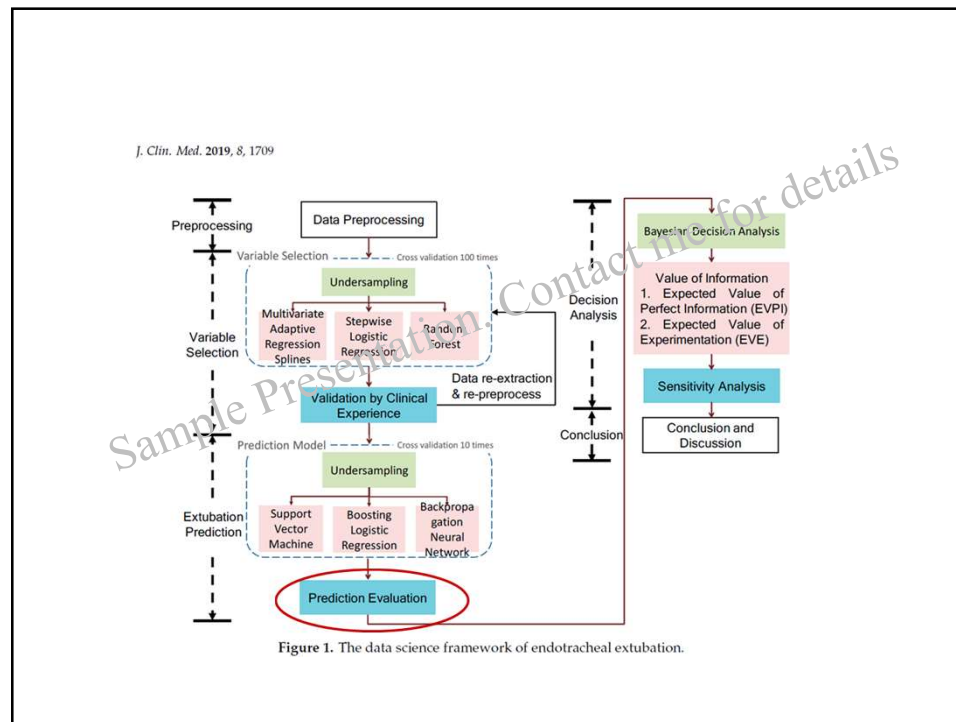 J. Clin. Med. 2019, 8, 1709
Preprocessing
Data Preprocessing
Variable Selection
Cross validation 100 times
Undersampling
Multivariate
Adaptive
Regression
Splines
Stepwise
Logistic
Regression
Random
Forest
Variable
Selection
Data re-extraction
& re-preprocess
Validation by Clinical
Experience
Prediction Model
Cross validation 10 times
Undersampling
Support
Vector
Machine
Boosting
Logistic
Regression
Backpropa
gation
Neural
Network
Extubation
Prediction
Prediction Evaluation
Decision
Analysis
Bayesian Decision Analysis
Value of Information
1. Expected Value of
Perfect Information (EVPI)
2. Expected Value of
Experimentation (EVE)
Sensitivity Analysis
Conclusion
Conclusion and
Discussion
Sample Presentation. Contact me for details
Figure 1. The data science framework of endotracheal extubation.